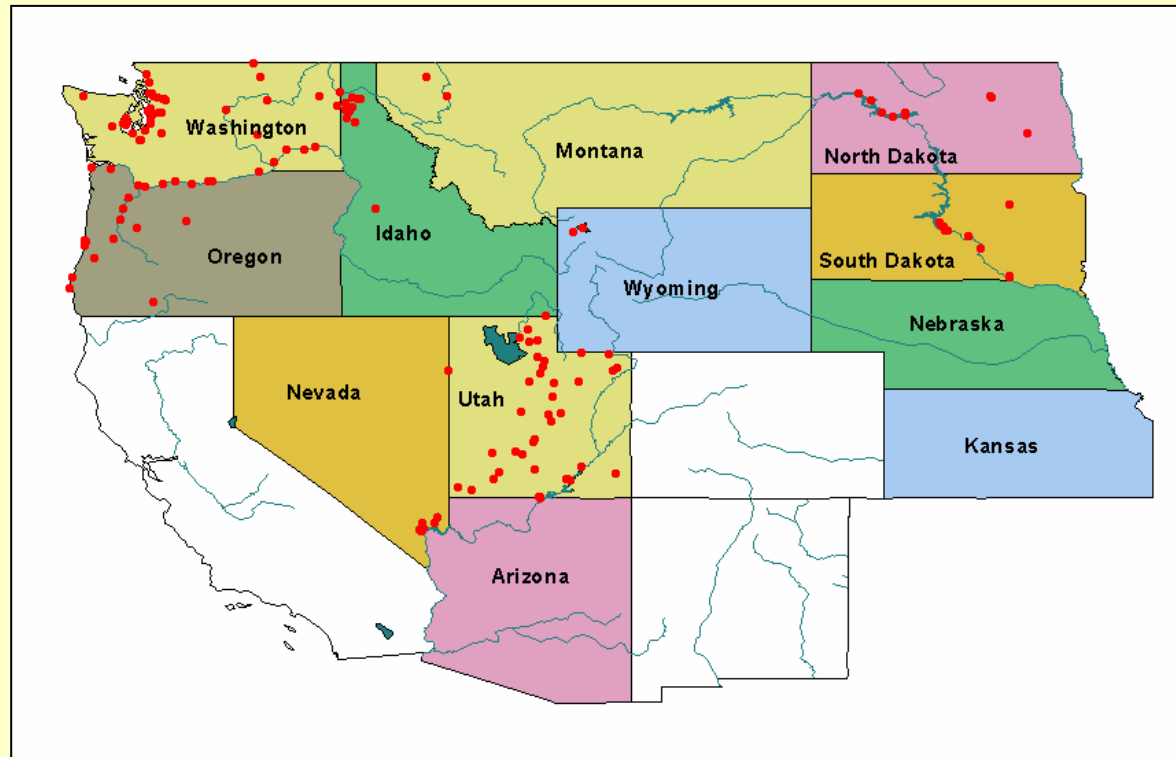 Washington
Montana
North Dakota
Idaho
Oregon
South Dakota
Wyoming
Nebraska
Nevada
Utah
Kansas
Arizona